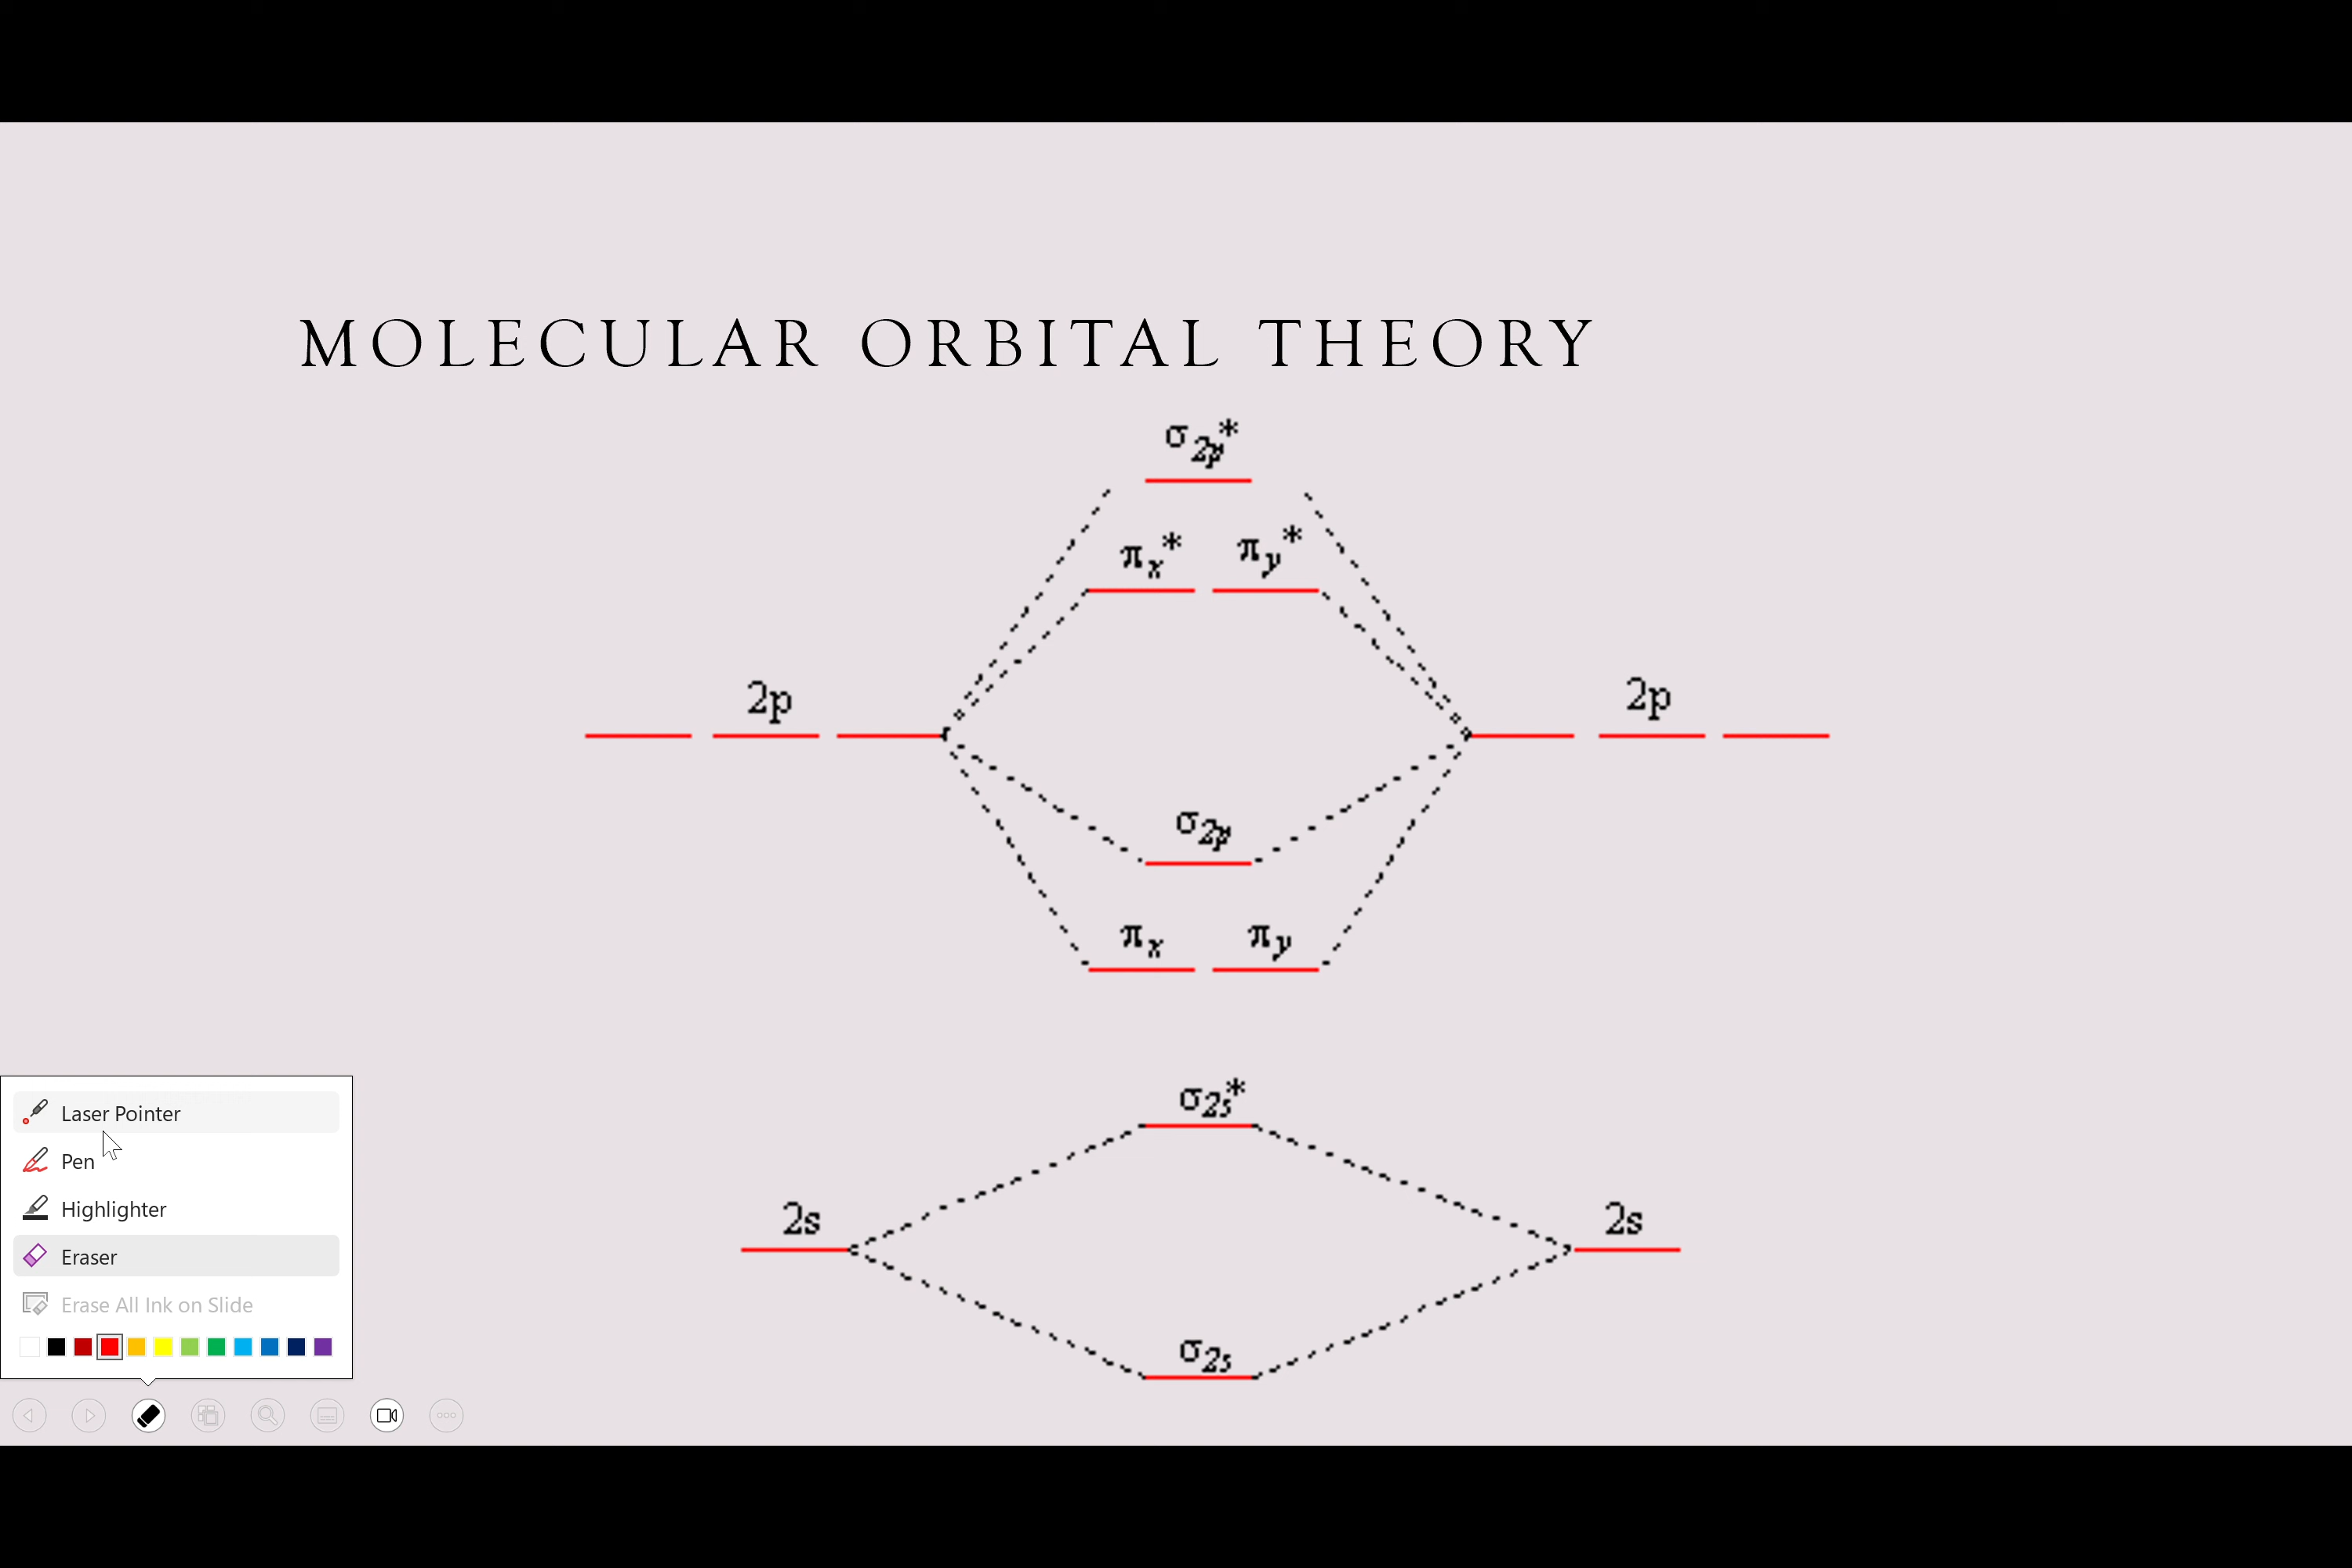 MOLECULAR ORBITAL THEORY
σ2p*
πx* πy*
2p 2p
σ2p
πx πy
σ2s*
2s 2s
σ2s
Laser Pointer
Pen
Highlighter
Eraser
Erase All Ink on Slide